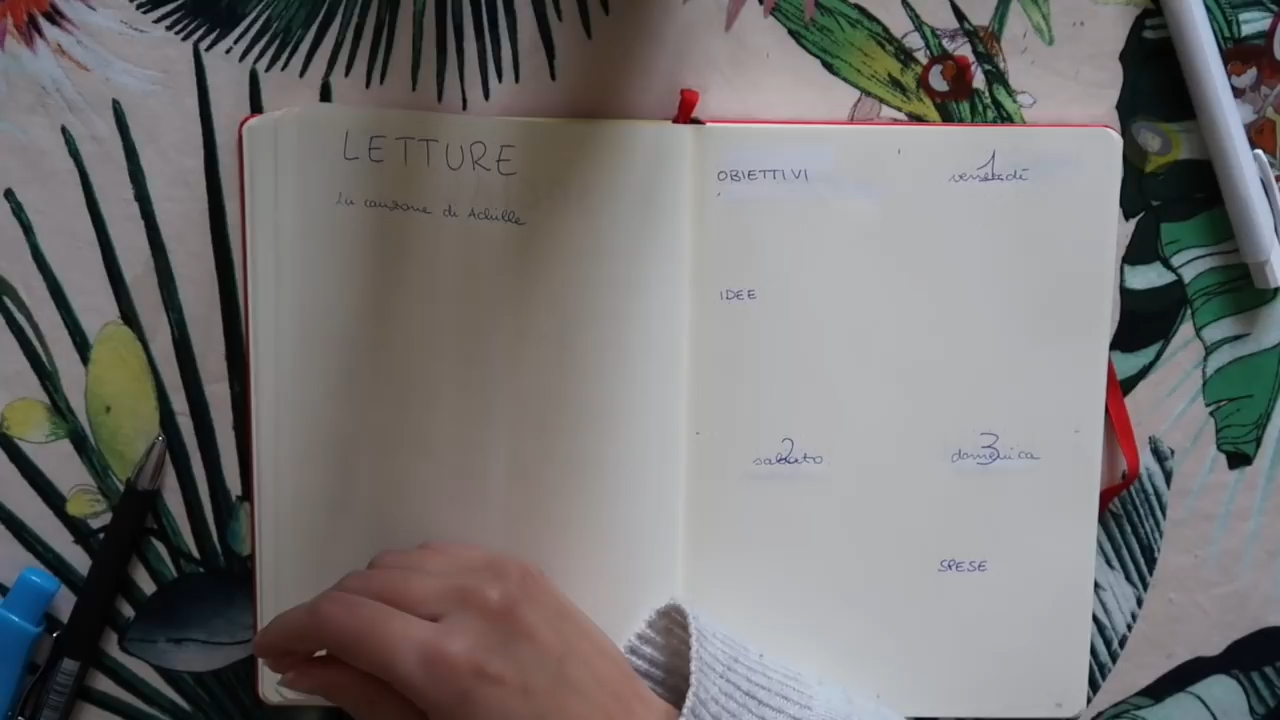 LETTURE
La canzone di Achille
OBIETTIVI
1
venerdì
IDEE
2
sabato
3
domenica
SPESE